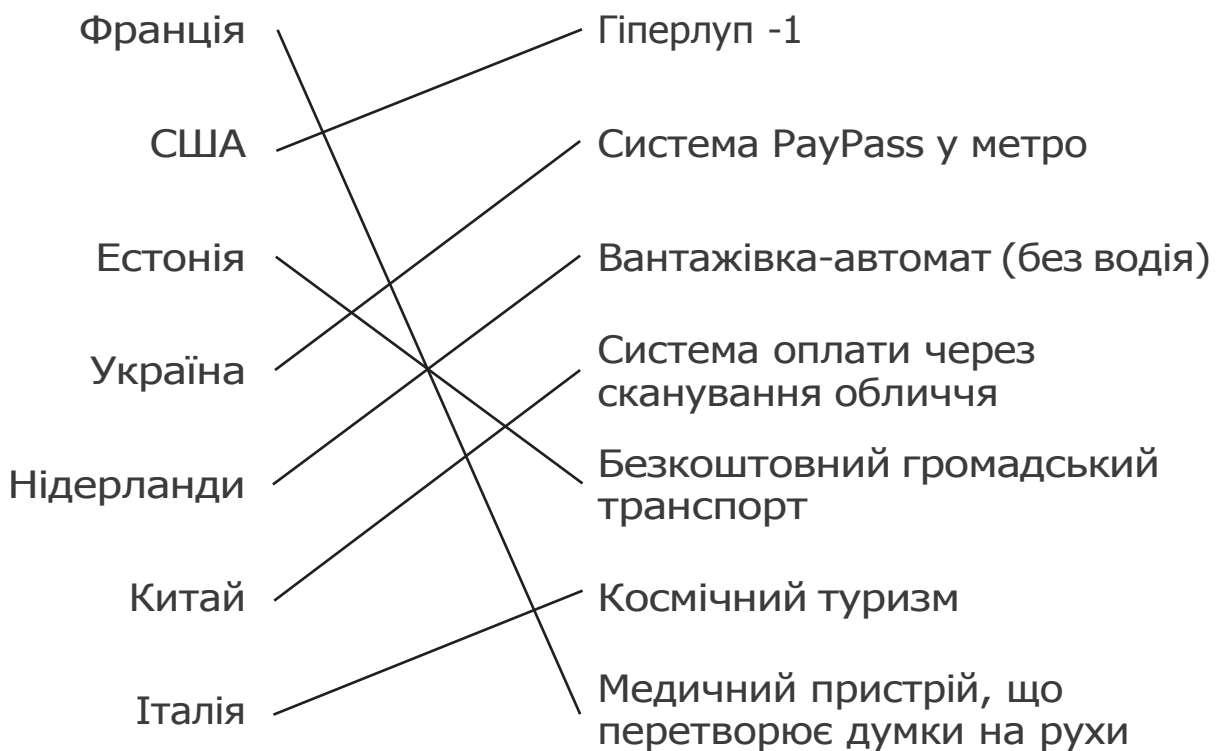 Франція
Гіперлуп -1
США
Система PayPass у метро
Естонія
Вантажівка-автомат (без водія)
Україна
Система оплати через
сканування обличчя
Нідерланди
Безкоштовний громадський
транспорт
Китай
Космічний туризм
Італія
Медичний пристрій, що
перетворює думки на рухи